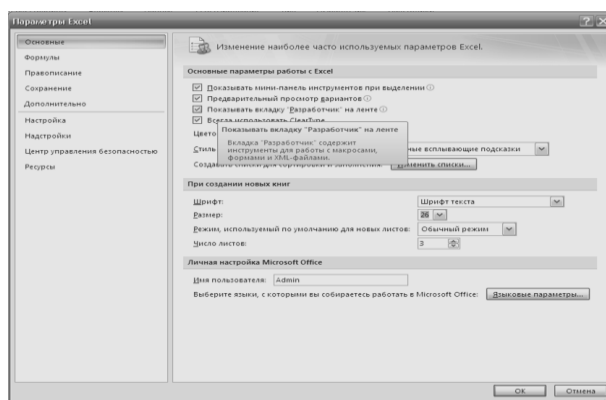 Параметры Excel
Основные
Формулы
Правописание
Сохранение
Дополнительно
Настройка
Надстройки
Центр управления безопасностью
Ресурсы
Изменение наиболее часто используемых параметров Excel.
Основные параметры работы с Excel
Показывать мини-панель инструментов при выделении
Предварительный просмотр вариантов
Показывать вкладку "Разработчик" на ленте
Всегда использовать ClearType
Цвето
Показывать вкладку "Разработчик" на ленте
Вкладка "Разработчик" содержит
инструменты для работы с макросами,
формами и XML-файлами.
Стиль
ные всплывающие подсказки
Создавать списки для сортировки и заполнения:
Изменить списки...
При создании новых книг
Шрифт: Шрифт текста
Размер: 26
Режим, используемый по умолчанию для новых листов: Обычный режим
Число листов: 3
Личная настройка Microsoft Office
Имя пользователя: Admin
Выберите языки, с которыми вы собираетесь работать в Microsoft Office: Языковые параметры...
ОК Отмена